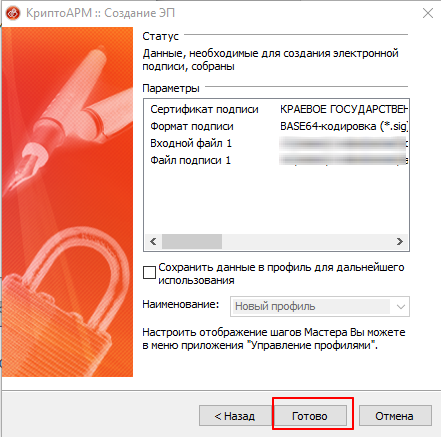 КриптоАРМ :: Создание ЭП
Статус
Данные, необходимые для создания электронной
подписи, собраны
Параметры
Сертификат подписи КРАЕВОЕ ГОСУДАРСТВЕН
Формат подписи BASE64-кодировка (*.sig)
Входной файл 1
Файл подписи 1
Сохранить данные в профиль для дальнейшего
использования
Наименование: Новый профиль
Настроить отображение шагов Мастера Вы можете
в меню приложения "Управление профилями".
< Назад Готово Отмена